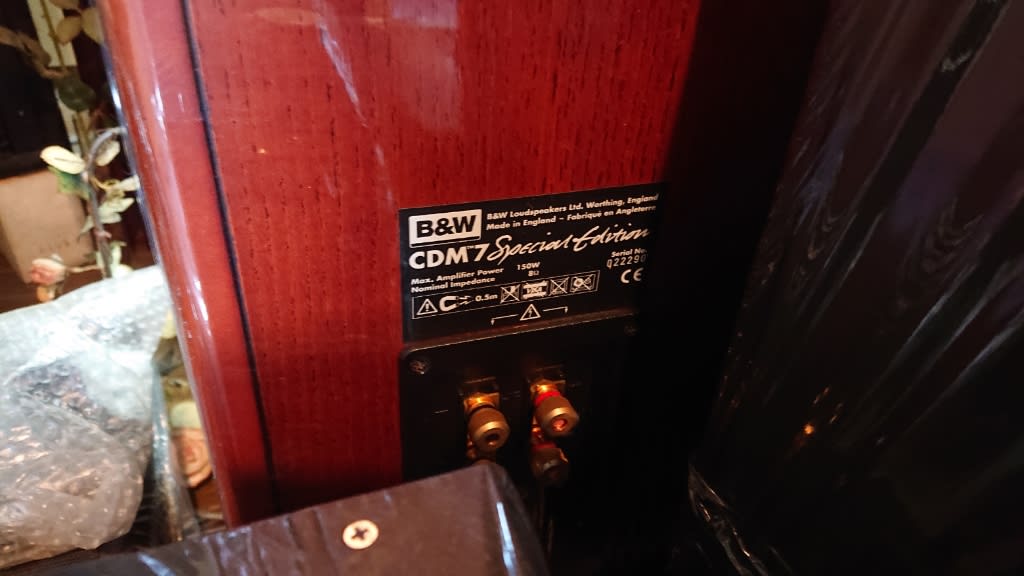 B&W
B&W Loudspeakers Ltd. Worthing, England
Made in England – Fabriqué en Angleterre
CDM™7 Special Edition
Max. Amplifier Power 150W
Nominal Impedance 8Ω
Serial No.
CE
0.5m